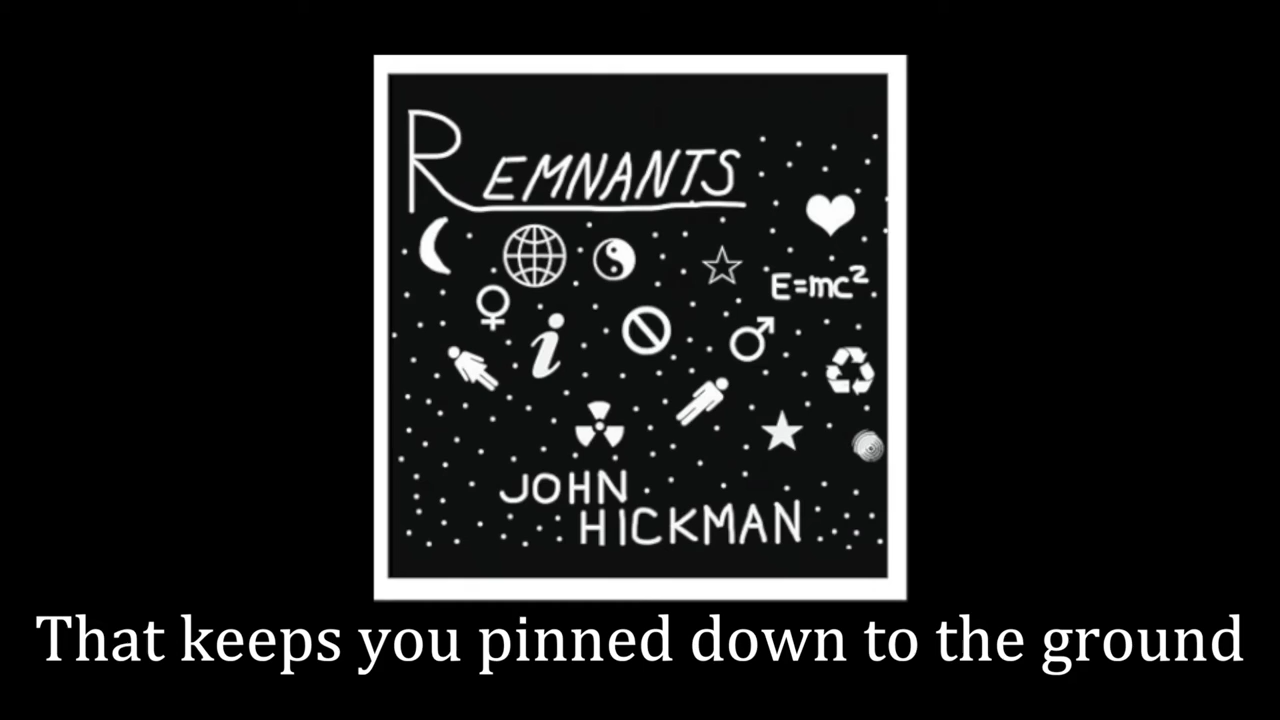 REMNANTS
E=mc²
i
JOHN
HICKMAN
That keeps you pinned down to the ground